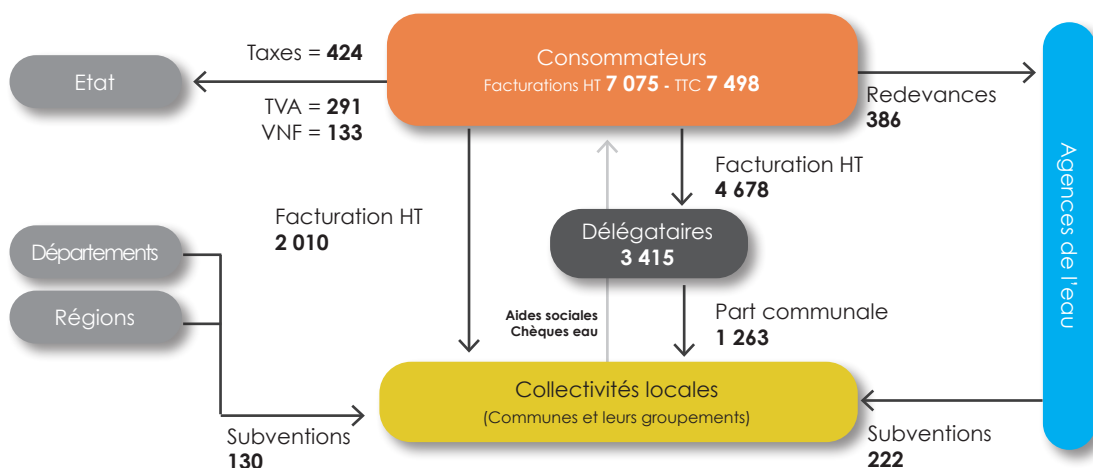 Taxes = 424
Etat
TVA = 291
VNF = 133
Consommateurs
Facturations HT 7 075 - TTC 7 498
Redevances
386
Agences de l'eau
Facturation HT
4 678
Facturation HT
2 010
Délégataires
3 415
Départements
Régions
Aides sociales
Chèques eau
Part communale
1 263
Collectivités locales
(Communes et leurs groupements)
Subventions
130
Subventions
222